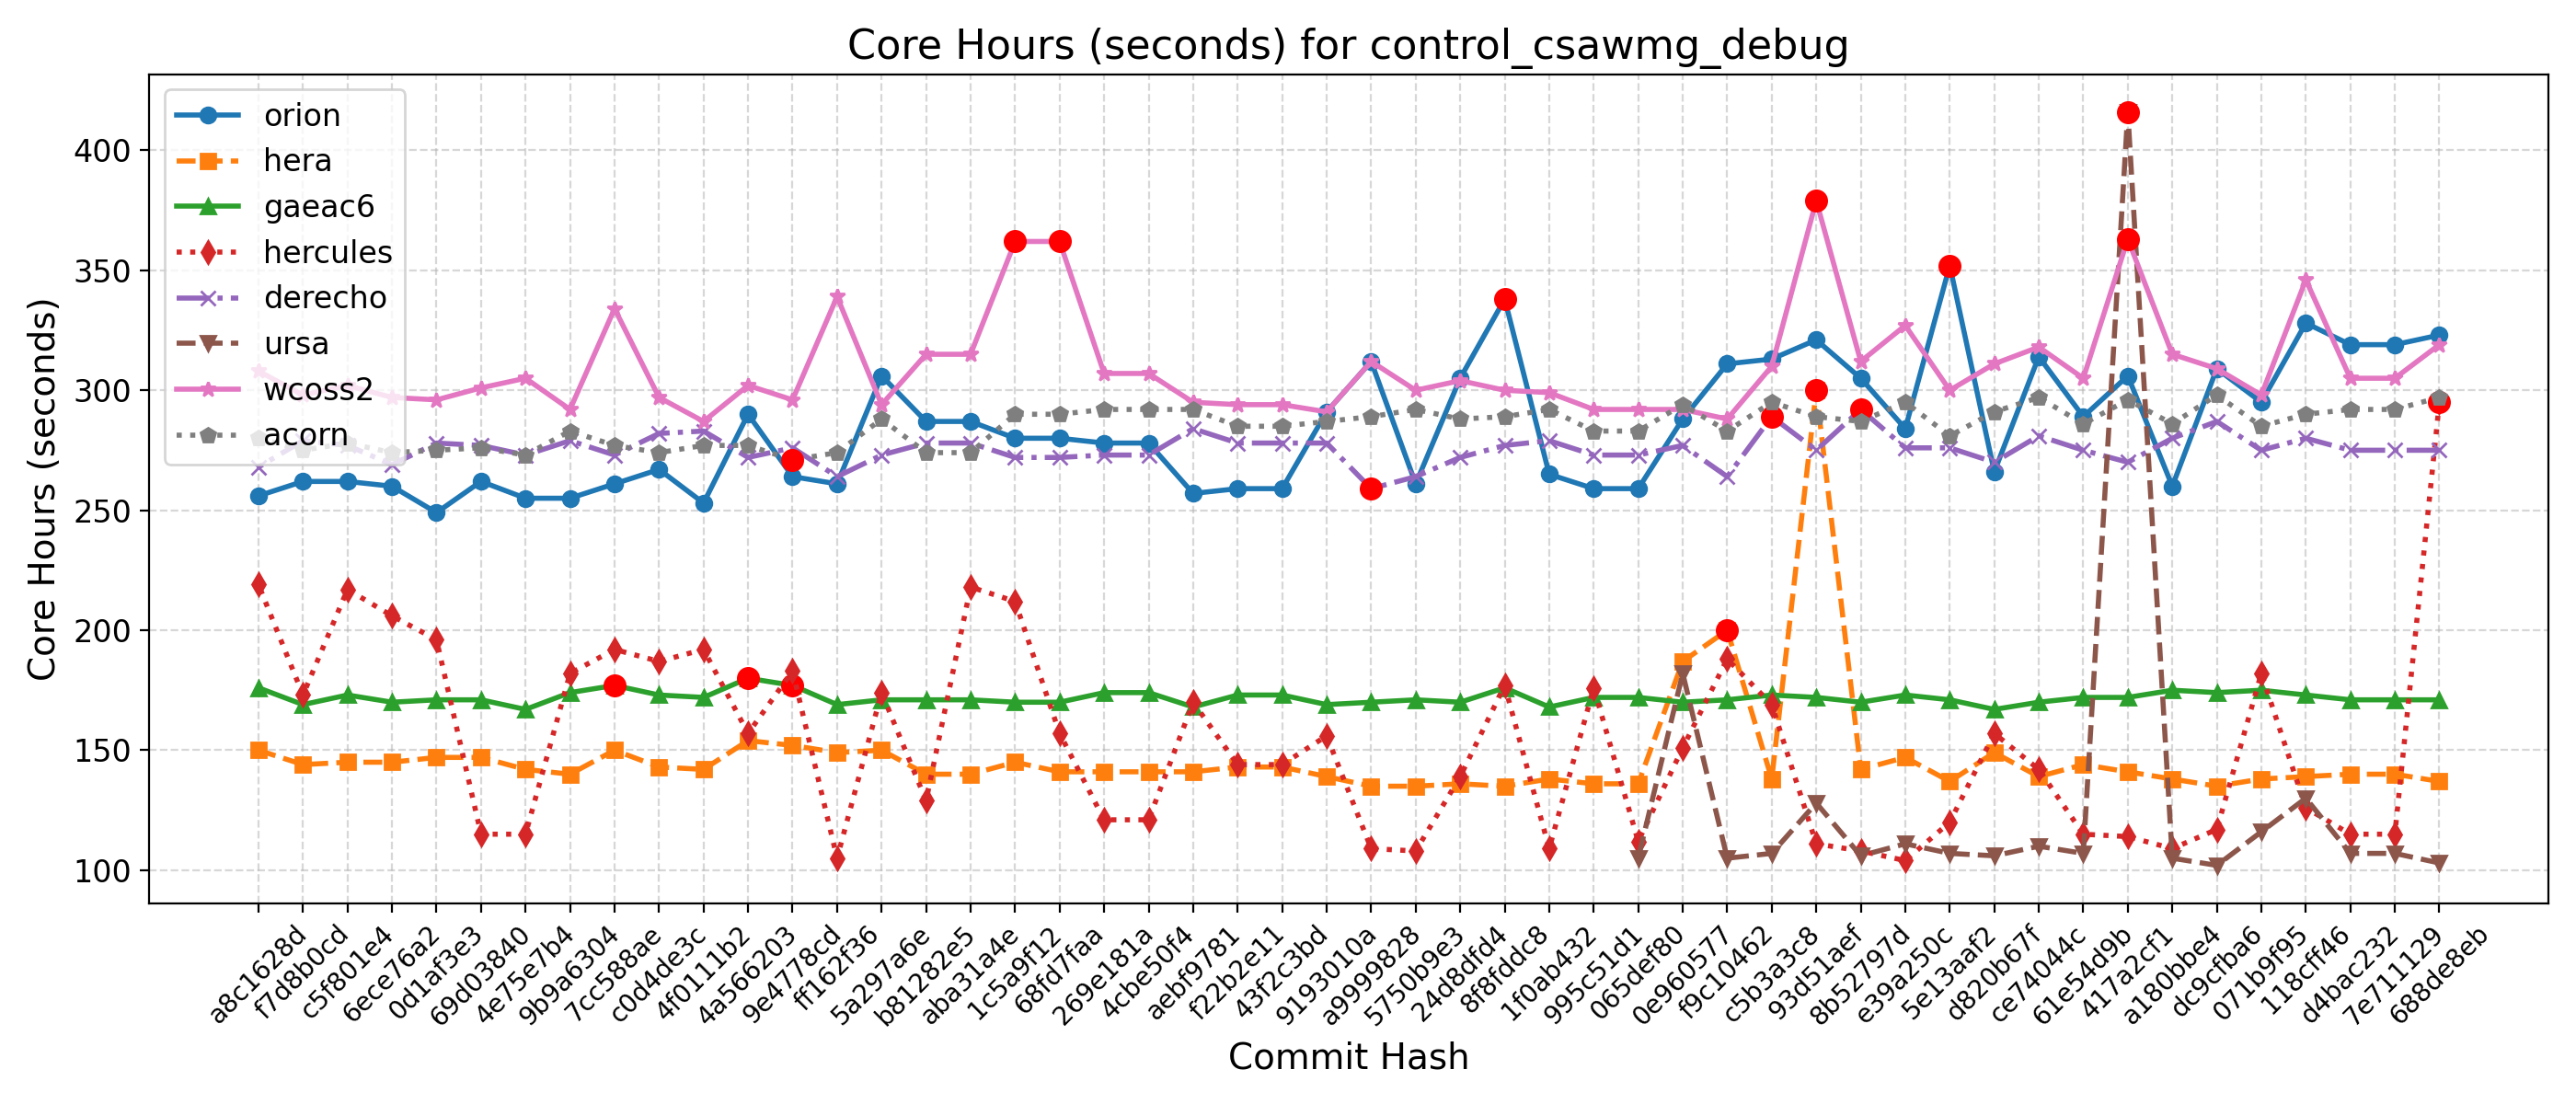 Core Hours (seconds) for control_csawmg_debug
Core Hours (seconds)
400
350
300
250
200
150
100
orion
hera
gaeac6
hercules
derecho
ursa
wcoss2
acorn
a8c1628d
f7d8b0cd
c5f801e4
6ece76a2
0d1af3e3
69d03840
4e75e7b4
9b9a6304
7cc588ae
c0d4de3c
4f0111b2
4a566203
9e4778cd
ff162f36
5a297a6e
b81282e5
aba31a4e
1c5a9f12
68fd7faa
269e181a
4cbe50f4
aebf9781
f22b2e11
43f2c3bd
9193010a
a9999828
5750b9e3
24d8dfd4
8f8fddc8
1f0ab432
995c51d1
065def80
0e960577
f9c10462
c5b3a3c8
93d51aef
8b52797d
e39a250c
5e13aaf2
d820b67f
ce74044c
61e54d9b
417a2cf1
a180bbe4
dc9cfba6
071b9f95
118cff46
d4bac232
7e711129
688de8eb
Commit Hash